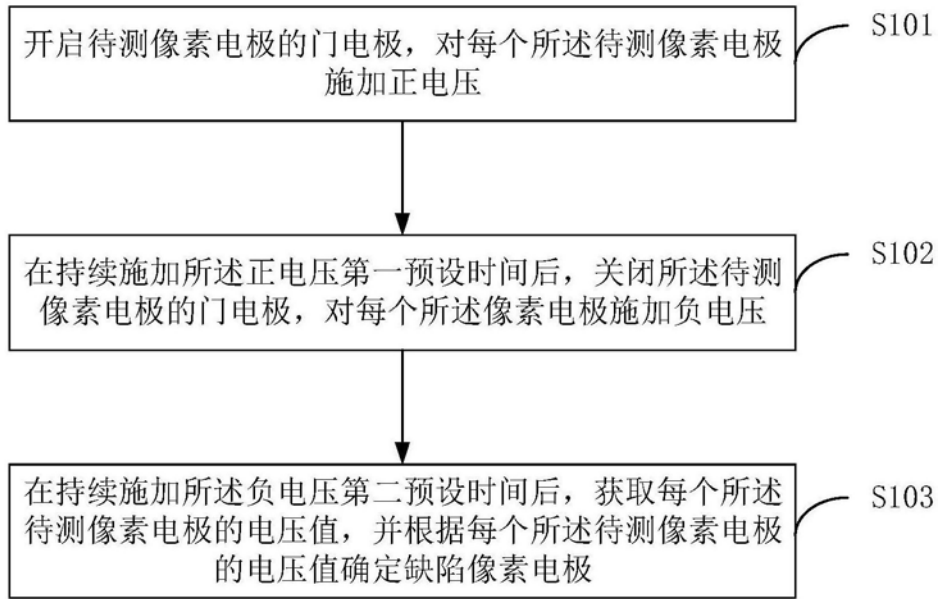 开启待测像素电极的门电极，对每个所述待测像素电极
施加正电压
S101
在持续施加所述正电压第一预设时间后，关闭所述待测
像素电极的门电极，对每个所述像素电极施加负电压
S102
在持续施加所述负电压第二预设时间后，获取每个所述
待测像素电极的电压值，并根据每个所述待测像素电极
的电压值确定缺陷像素电极
S103